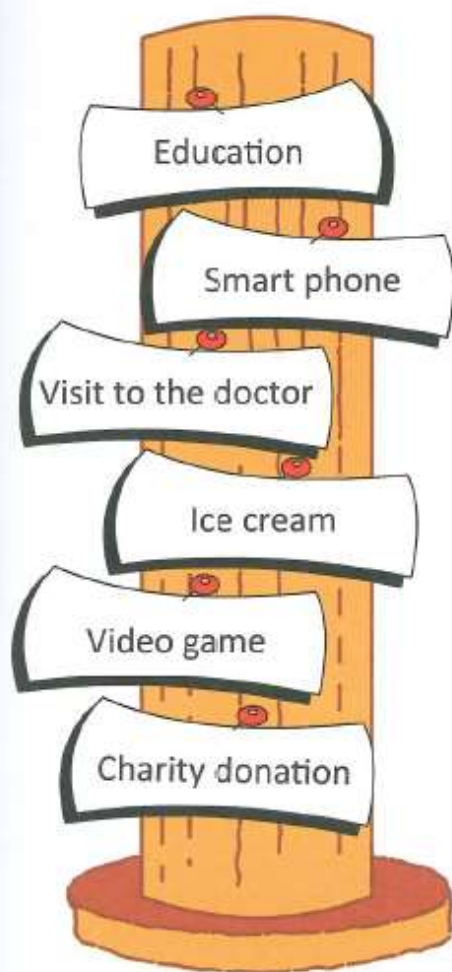 Education
Smart phone
Visit to the doctor
Ice cream
Video game
Charity donation